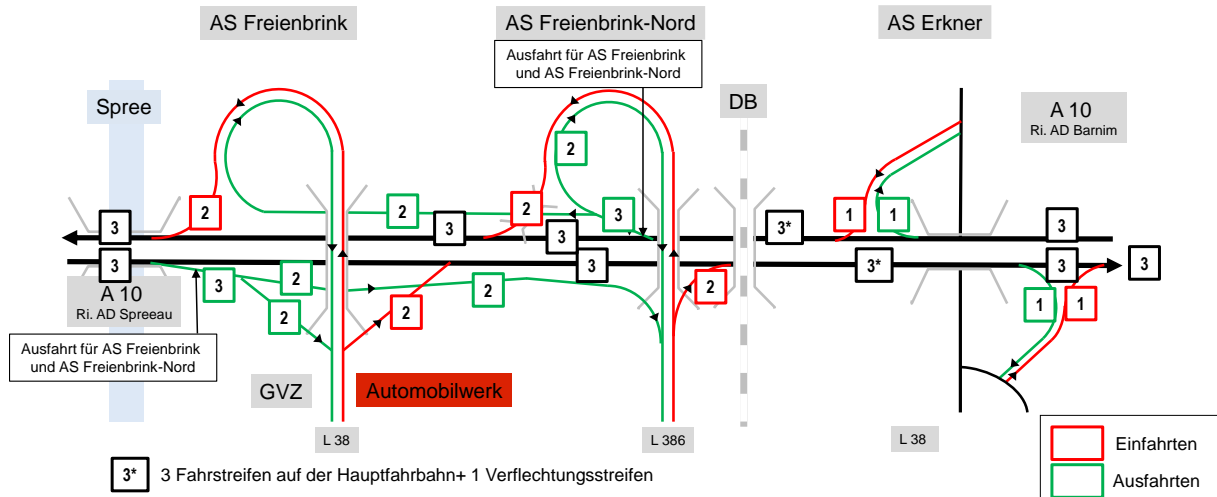 AS Freienbrink
AS Freienbrink-Nord
AS Erkner
Ausfahrt für AS Freienbrink
und AS Freienbrink-Nord
Spree
DB
A 10
Ri. AD Barnim
2
2
3
2
1
1
3
2
3
2
3
3
3*
3
3
3
2
2
3
2
2
2
3*
3
3
1
1
A 10
Ri. AD Spreeau
Ausfahrt für AS Freienbrink
und AS Freienbrink-Nord
GVZ
Automobilwerk
L 38
L 386
L 38
3*
3 Fahrstreifen auf der Hauptfahrbahn+ 1 Verflechtungsstreifen
Einfahrten
Ausfahrten